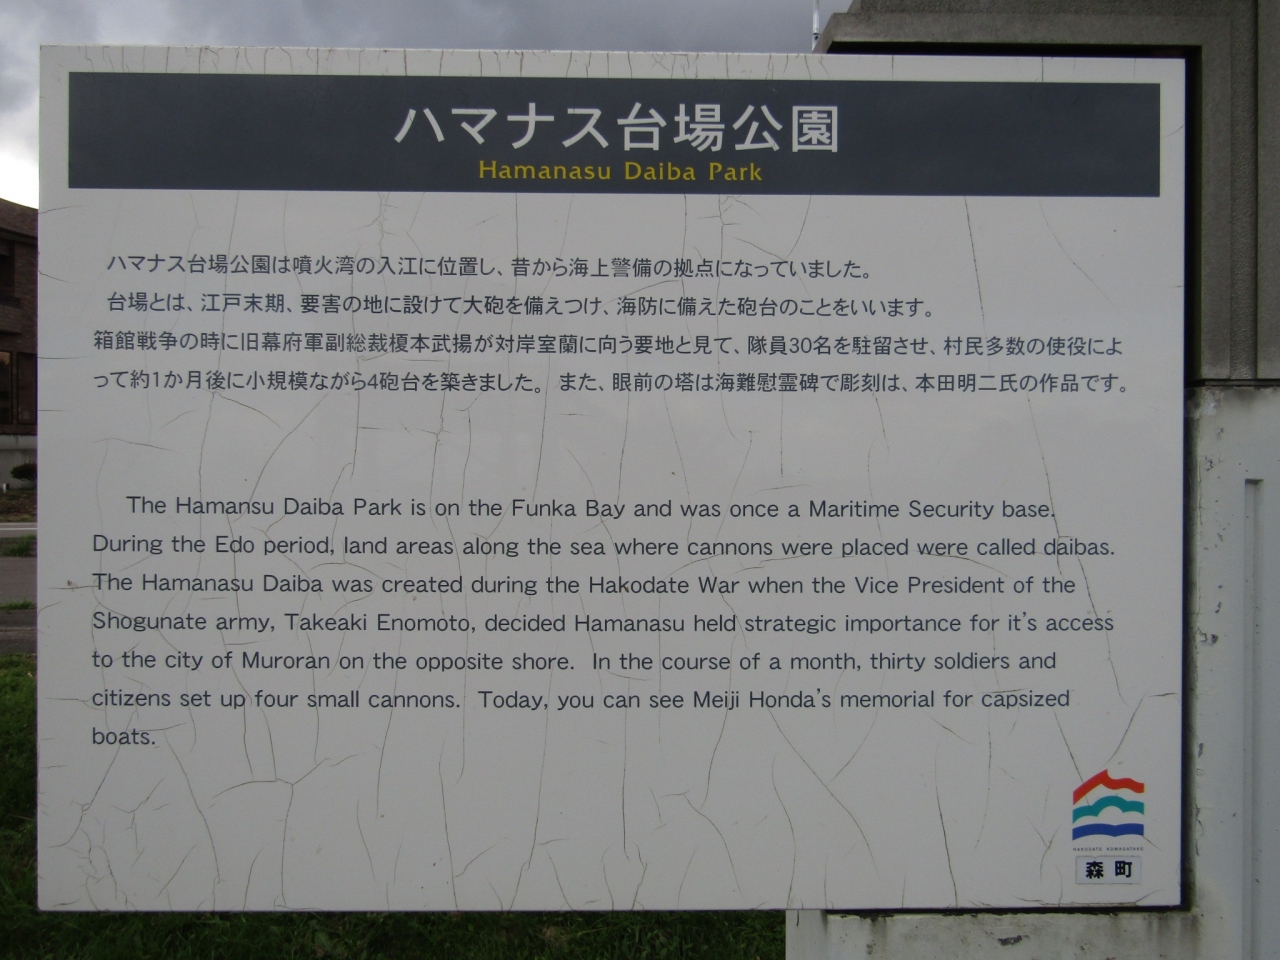 ハマナス台場公園
Hamanasu Daiba Park
ハマナス台場公園は噴火湾の入江に位置し、昔から海上警備の拠点になっていました。
台場とは、江戸末期、要害の地に設けて大砲を備えつけ、海防に備えた砲台のことをいいます。
箱館戦争の時に旧幕府軍副総裁榎本武揚が対岸室蘭に向う要地と見て、隊員30名を駐留させ、村民多数の使役によ
って約1か月後に小規模ながら4砲台を築きました。 また、眼前の塔は海難慰霊碑で彫刻は、本田明二氏の作品です。
The Hamansu Daiba Park is on the Funka Bay and was once a Maritime Security base.
During the Edo period, land areas along the sea where cannons were placed were called daibas.
The Hamanasu Daiba was created during the Hakodate War when the Vice President of the
Shogunate army, Takeaki Enomoto, decided Hamanasu held strategic importance for it's access
to the city of Muroran on the opposite shore. In the course of a month, thirty soldiers and
citizens set up four small cannons. Today, you can see Meiji Honda's memorial for capsized
boats.
HAKODATE KOMAGATAKE
森町